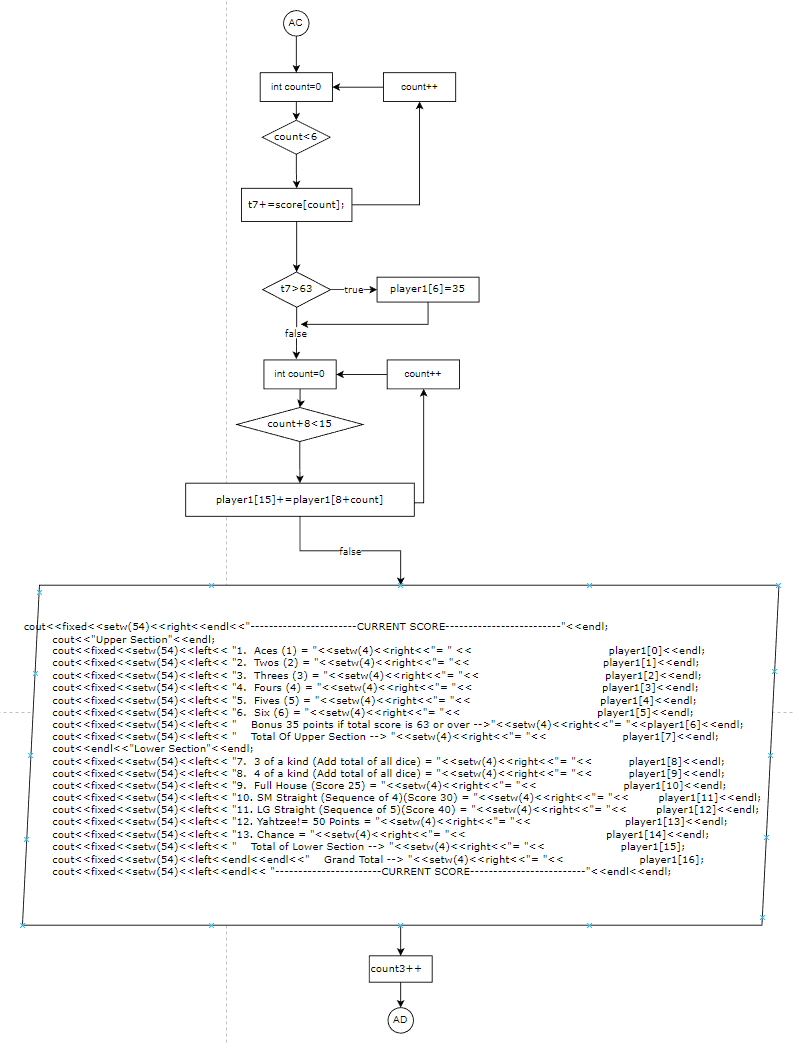 AC
int count=0
count++
count<6
t7+=score[count];
t7>63
true
player1[6]=35
false
int count=0
count++
count+8<15
player1[15]+=player1[8+count]
false
cout<<fixed<<setw(54)<<right<<endl<<"-----------------------CURRENT SCORE-------------------------"<<endl;
cout<<"Upper Section"<<endl;
cout<<fixed<<setw(54)<<left<< "1.  Aces (1) = "<<setw(4)<<right<<"= " << player1[0]<<endl;
cout<<fixed<<setw(54)<<left<< "2.  Twos (2) = "<<setw(4)<<right<<"= "<< player1[1]<<endl;
cout<<fixed<<setw(54)<<left<< "3.  Threes (3) = "<<setw(4)<<right<<"= "<< player1[2]<<endl;
cout<<fixed<<setw(54)<<left<< "4.  Fours (4) = "<<setw(4)<<right<<"= "<< player1[3]<<endl;
cout<<fixed<<setw(54)<<left<< "5.  Fives (5) = "<<setw(4)<<right<<"= "<< player1[4]<<endl;
cout<<fixed<<setw(54)<<left<< "6.  Six (6) = "<<setw(4)<<right<<"= "<< player1[5]<<endl;
cout<<fixed<<setw(54)<<left<< "    Bonus 35 points if total score is 63 or over -->"<<setw(4)<<right<<"= "<<player1[6]<<endl;
cout<<fixed<<setw(54)<<left<< "    Total Of Upper Section --> "<<setw(4)<<right<<"= "<< player1[7]<<endl;
cout<<endl<<"Lower Section"<<endl;
cout<<fixed<<setw(54)<<left<< "7.  3 of a kind (Add total of all dice) = "<<setw(4)<<right<<"= "<< player1[8]<<endl;
cout<<fixed<<setw(54)<<left<< "8.  4 of a kind (Add total of all dice) = "<<setw(4)<<right<<"= "<< player1[9]<<endl;
cout<<fixed<<setw(54)<<left<< "9.  Full House (Score 25) = "<<setw(4)<<right<<"= "<< player1[10]<<endl;
cout<<fixed<<setw(54)<<left<< "10. SM Straight (Sequence of 4)(Score 30) = "<<setw(4)<<right<<"= "<< player1[11]<<endl;
cout<<fixed<<setw(54)<<left<< "11. LG Straight (Sequence of 5)(Score 40) = "<<setw(4)<<right<<"= "<< player1[12]<<endl;
cout<<fixed<<setw(54)<<left<< "12. Yahtzee!= 50 Points = "<<setw(4)<<right<<"= "<< player1[13]<<endl;
cout<<fixed<<setw(54)<<left<< "13. Chance = "<<setw(4)<<right<<"= "<< player1[14]<<endl;
cout<<fixed<<setw(54)<<left<< "    Total of Lower Section --> "<<setw(4)<<right<<"= "<< player1[15];
cout<<fixed<<setw(54)<<left<<endl<<endl<<"    Grand Total --> "<<setw(4)<<right<<"= "<< player1[16];
cout<<fixed<<setw(54)<<left<<endl<< "-----------------------CURRENT SCORE-------------------------"<<endl<<endl;
count3++
AD